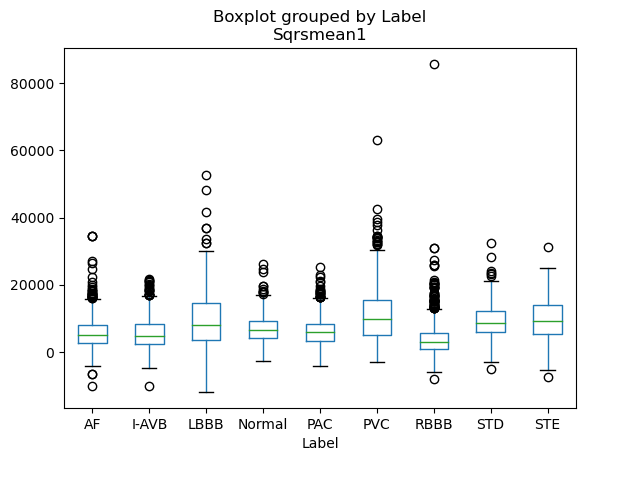 Boxplot grouped by Label
Sqrsmean1
80000
60000
40000
20000
0
AF I-AVB LBBB Normal PAC PVC RBBB STD STE
Label